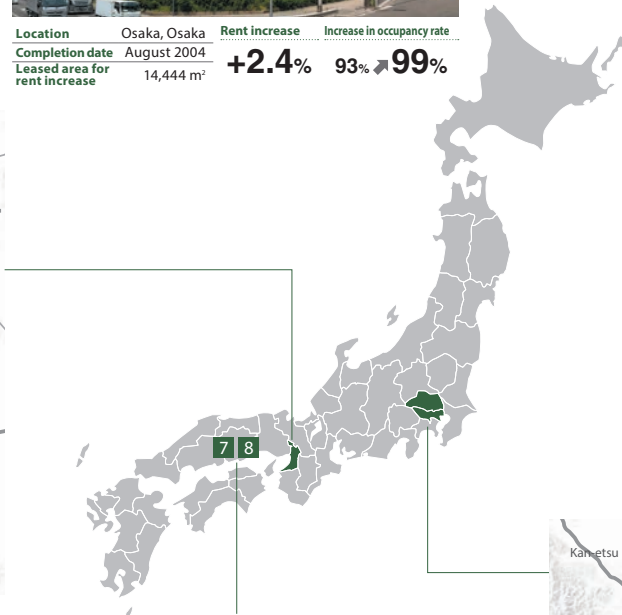 Location Osaka, Osaka
Completion date August 2004
Leased area for
rent increase 14,444 m²
Rent increase
+2.4%
Increase in occupancy rate
93% 99%
7 8
Kan-etsu